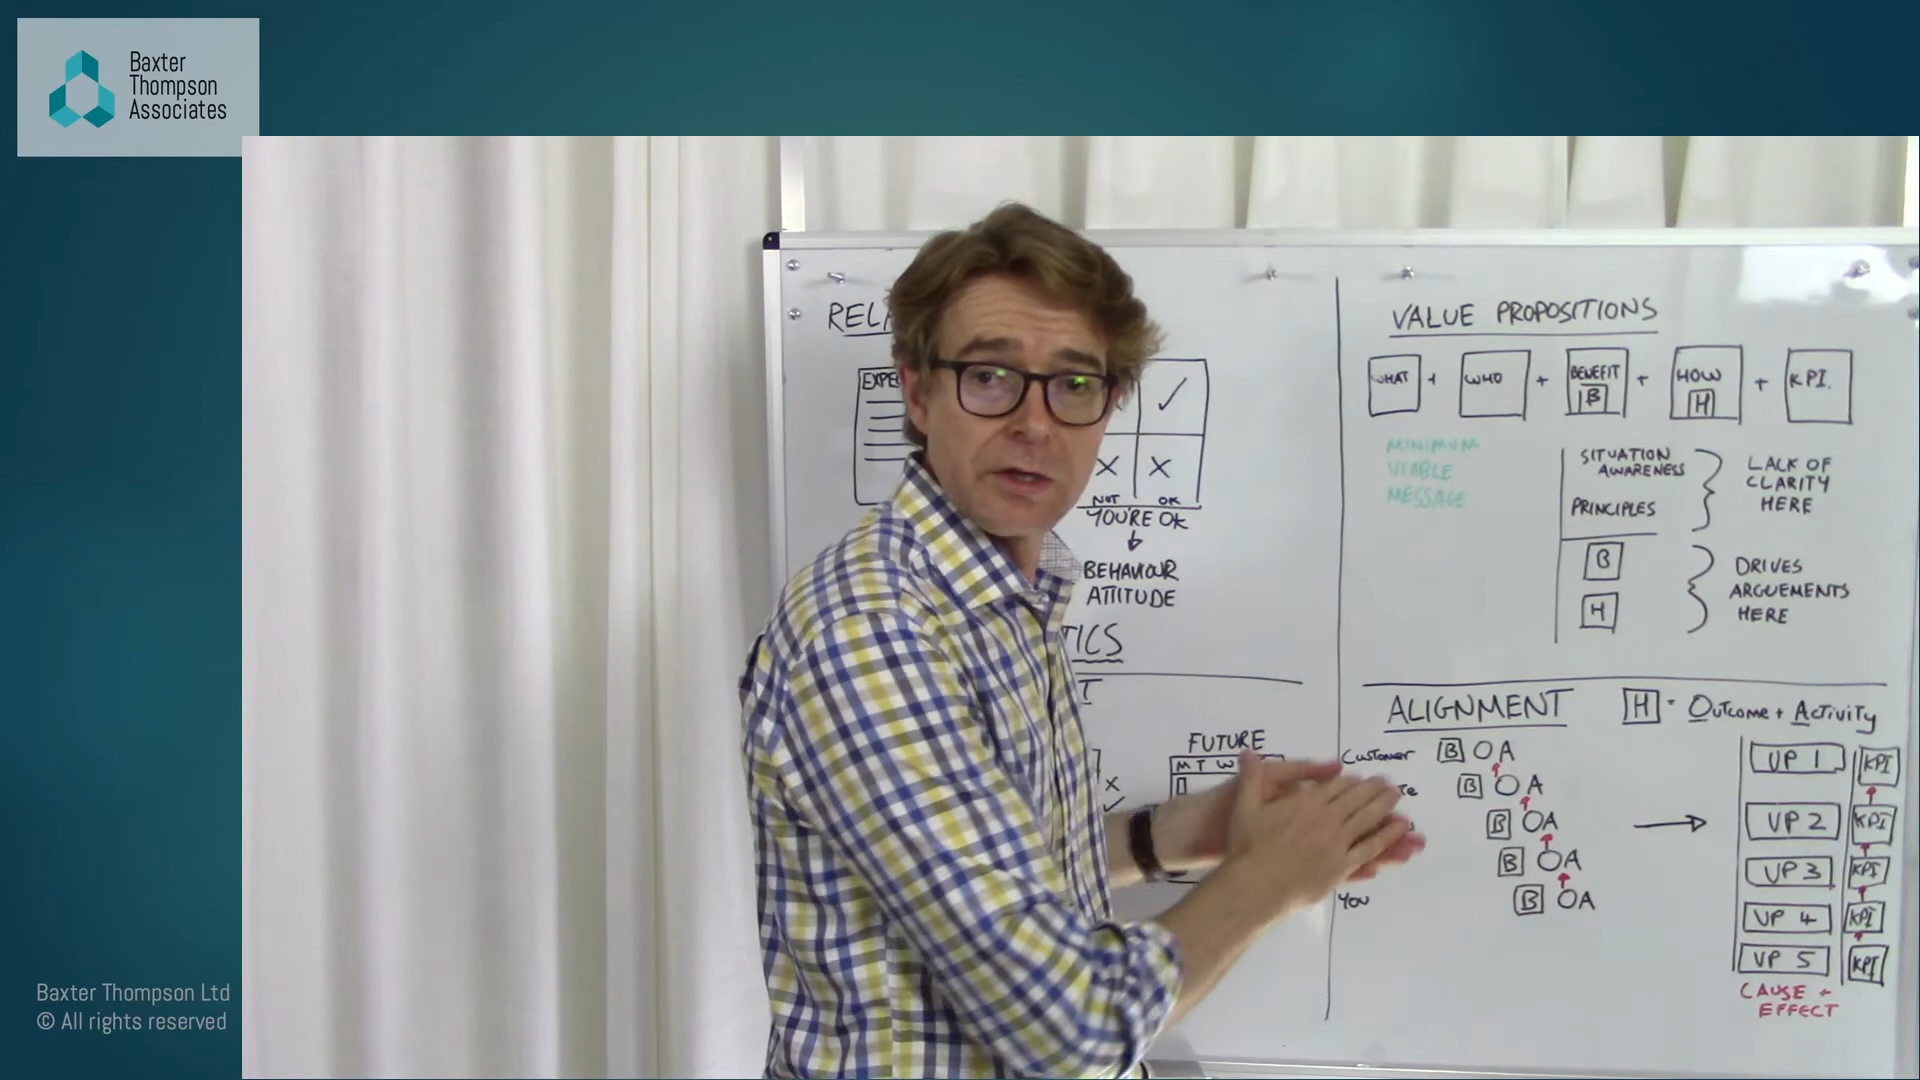 Baxter
Thompson
Associates
VALUE PROPOSITIONS
WHAT + WHO + BENEFIT + HOW + KPI.
B H
MINIMUM
VIABLE
MESSAGE
SITUATION
AWARENESS
PRINCIPLES
LACK OF
CLARITY
HERE
B
H
DRIVES
ARGUEMENTS
HERE
NOT OK
YOU'RE OK
BEHAVIOUR
ATTITUDE
FUTURE
M T W
ALIGNMENT
H = Outcome + Activity
Customer B O A
B O A
B O A
B O A
You B O A
VP 1 KPI
VP 2 KPI
VP 3 KPI
VP 4 KPI
VP 5 KPI
CAUSE +
EFFECT
Baxter Thompson Ltd
© All rights reserved